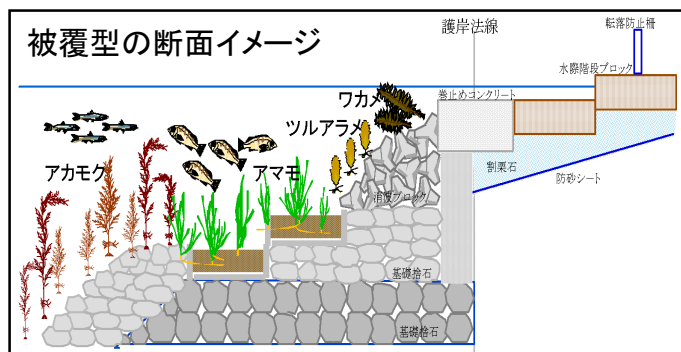 被覆型の断面イメージ
護岸法線
転落防止柵
水際階段ブロック
巻止めコンクリート
ワカメ
ツルアラメ
アカモク
アマモ
消波ブロック
割栗石
防砂シート
基礎捨石
基礎捨石